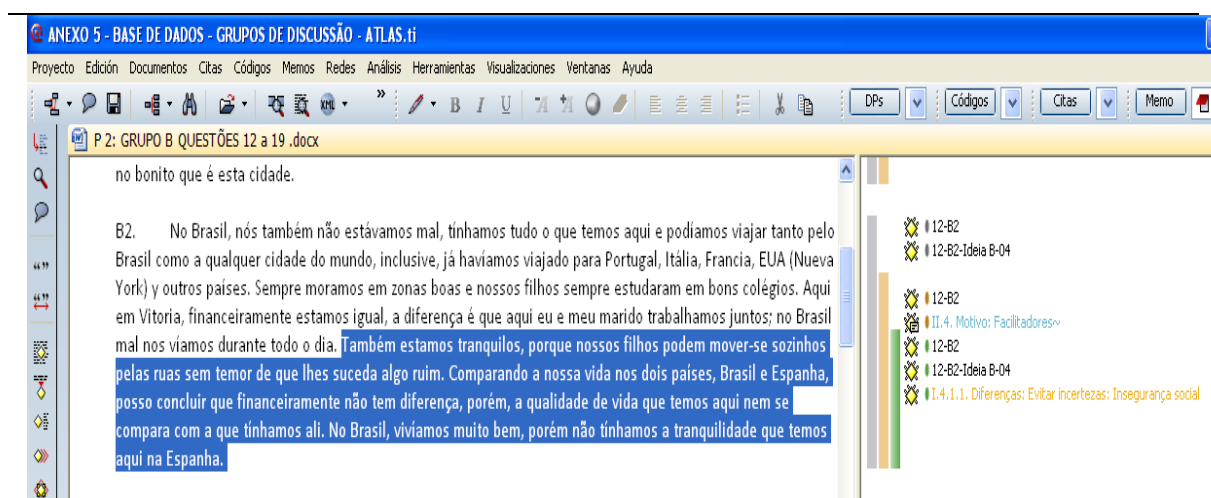 ANEXO 5 - BASE DE DADOS - GRUPOS DE DISCUSSÃO - ATLAS.ti
Proyecto Edición Documentos Citas Códigos Memos Redes Análisis Herramientas Visualizaciones Ventanas Ayuda
XML » B I U DPs Códigos Citas Memo
P 2: GRUPO B QUESTÕES 12 a 19 .docx
no bonito que é esta cidade.
12-B2
B2. No Brasil, nós também não estávamos mal, tínhamos tudo o que temos aqui e podíamos viajar tanto pelo
12-B2-Ideia B-04
Brasil como a qualquer cidade do mundo, inclusive, já havíamos viajado para Portugal, Itália, Francia, EUA (Nueva
York) y outros países. Sempre moramos em zonas boas e nossos filhos sempre estudaram em bons colégios. Aqui
12-B2
em Vitoria, financeiramente estamos igual, a diferença é que aqui eu e meu marido trabalhamos juntos; no Brasil
II.4. Motivo: Facilitadores~
mal nos víamos durante todo o dia. Também estamos tranquilos, porque nossos filhos podem mover-se sozinhos
12-B2
pelas ruas sem temor de que lhes suceda algo ruim. Comparando a nossa vida nos dois países, Brasil e Espanha,
12-B2-Ideia B-04
posso concluir que financeiramente não tem diferença, porém, a qualidade de vida que temos aqui nem se
I.4.1.1. Diferenças: Evitar incertezas: Insegurança social
compara com a que tínhamos ali. No Brasil, vivíamos muito bem, porém não tínhamos a tranquilidade que temos
aqui na Espanha.